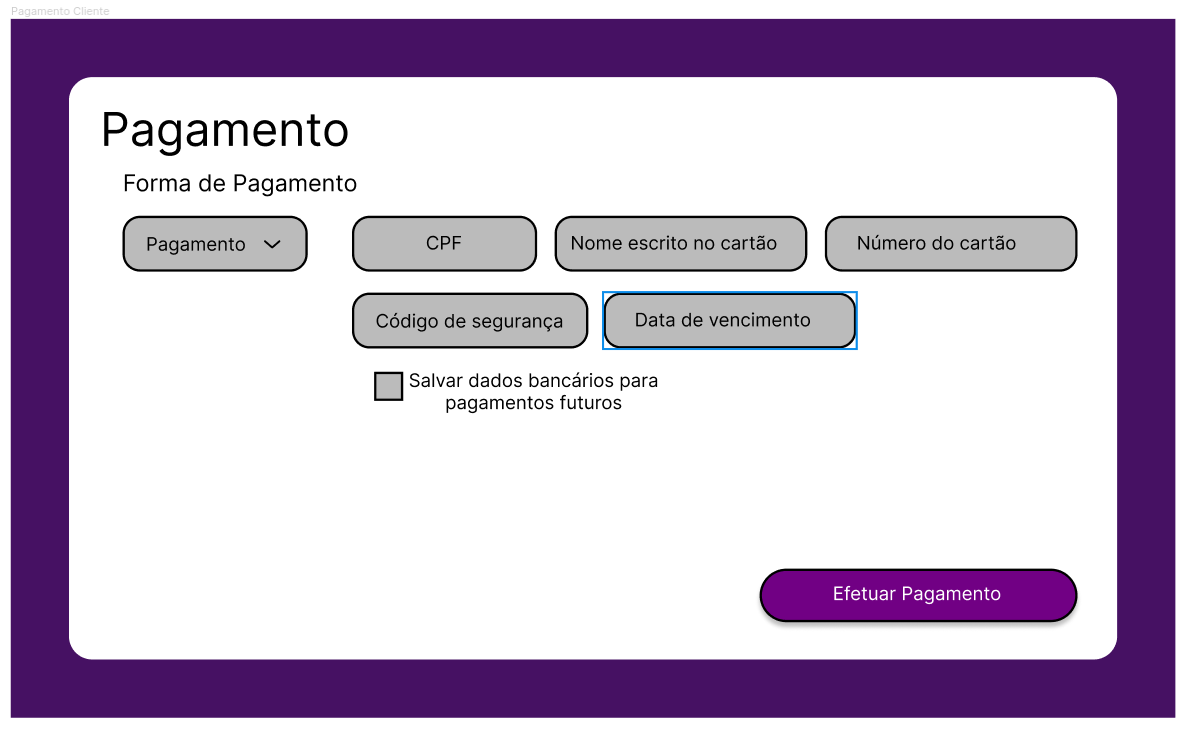 Pagamento Cliente
Pagamento
Forma de Pagamento
Pagamento
CPF
Nome escrito no cartão
Número do cartão
Código de segurança
Data de vencimento
Salvar dados bancários para
pagamentos futuros
Efetuar Pagamento